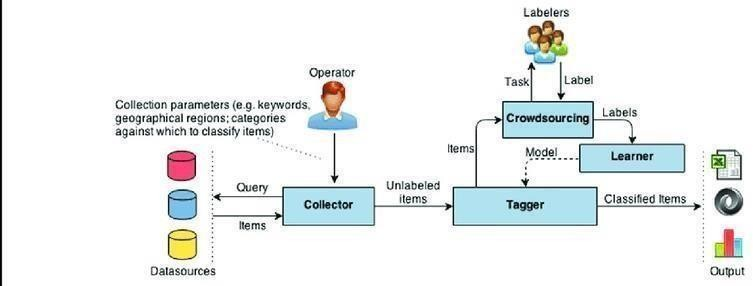 Labelers
Operator
Task
Label
Collection parameters (e.g. keywords,
geographical regions; categories
against which to classify items)
Crowdsourcing
Labels
Items
Model
Learner
Query
Collector
Unlabeled
items
Tagger
Classified Items
Items
Datasources
Output